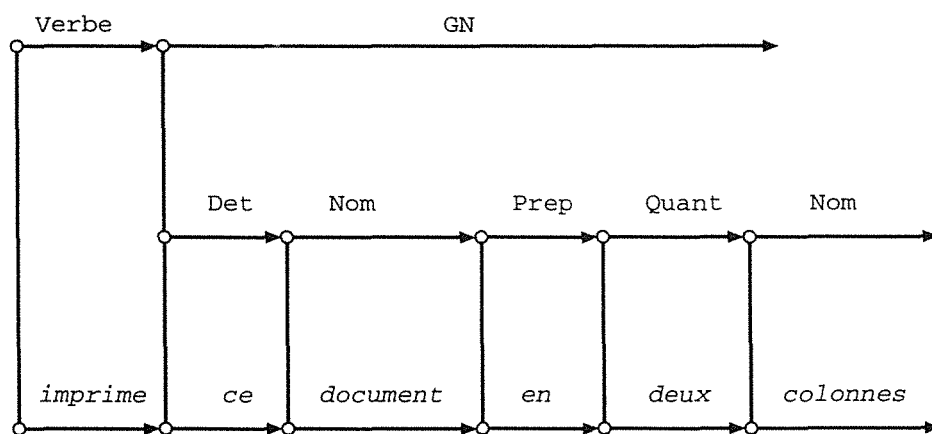 Verbe GN
Det Nom Prep Quant Nom
imprime ce document en deux colonnes